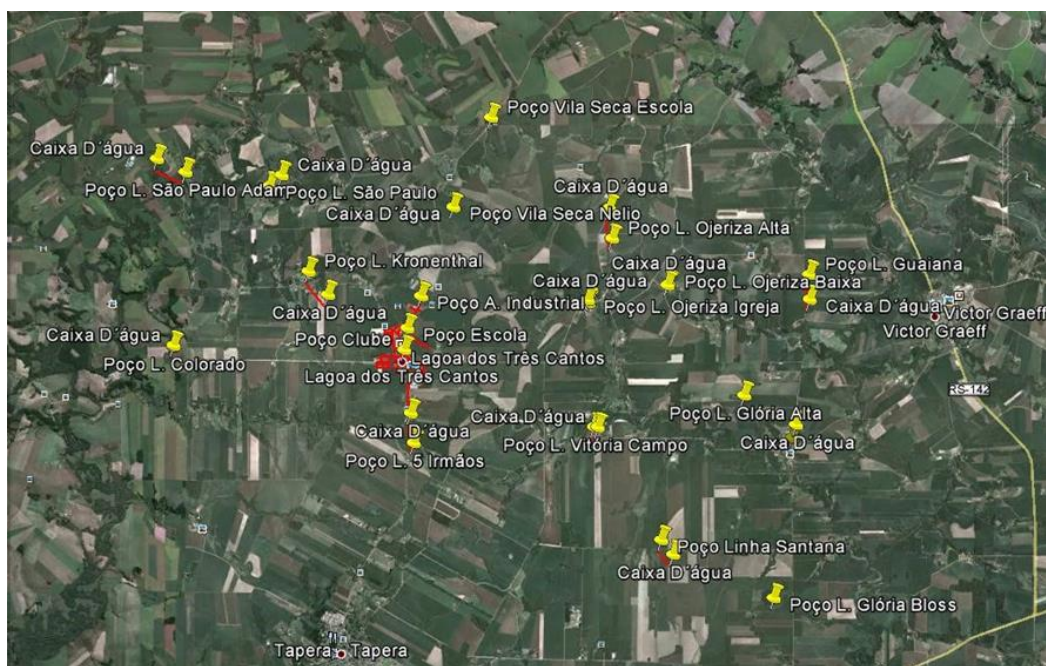 Poço Vila Seca Escola
Caixa D´água
Caixa D´água
Poço L. São Paulo Adam
Poço L. São Paulo
Caixa D´água
Caixa D´água
Poço Vila Seca Nelio
Poço L. Ojeriza Alta
Poço L. Kronenthal
Caixa D´água
Poço L. Guaiana
Caixa D´água
Poço L. Ojeriza Baixa
Caixa D´água
Poço A. Industrial
Poço L. Ojeriza Igreja
Caixa D´água
Victor Graeff
Caixa D´água
Poço Escola
Victor Graeff
Poço Clube
Lagoa dos Três Cantos
Poço L. Colorado
Lagoa dos Três Cantos
RS-142
Poço L. Glória Alta
Caixa D´água
Caixa D´água
Poço L. Vitória Campo
Caixa D´água
Poço L. 5 Irmãos
Poço Linha Santana
Caixa D´água
Poço L. Glória Bloss
Tapera
Tapera